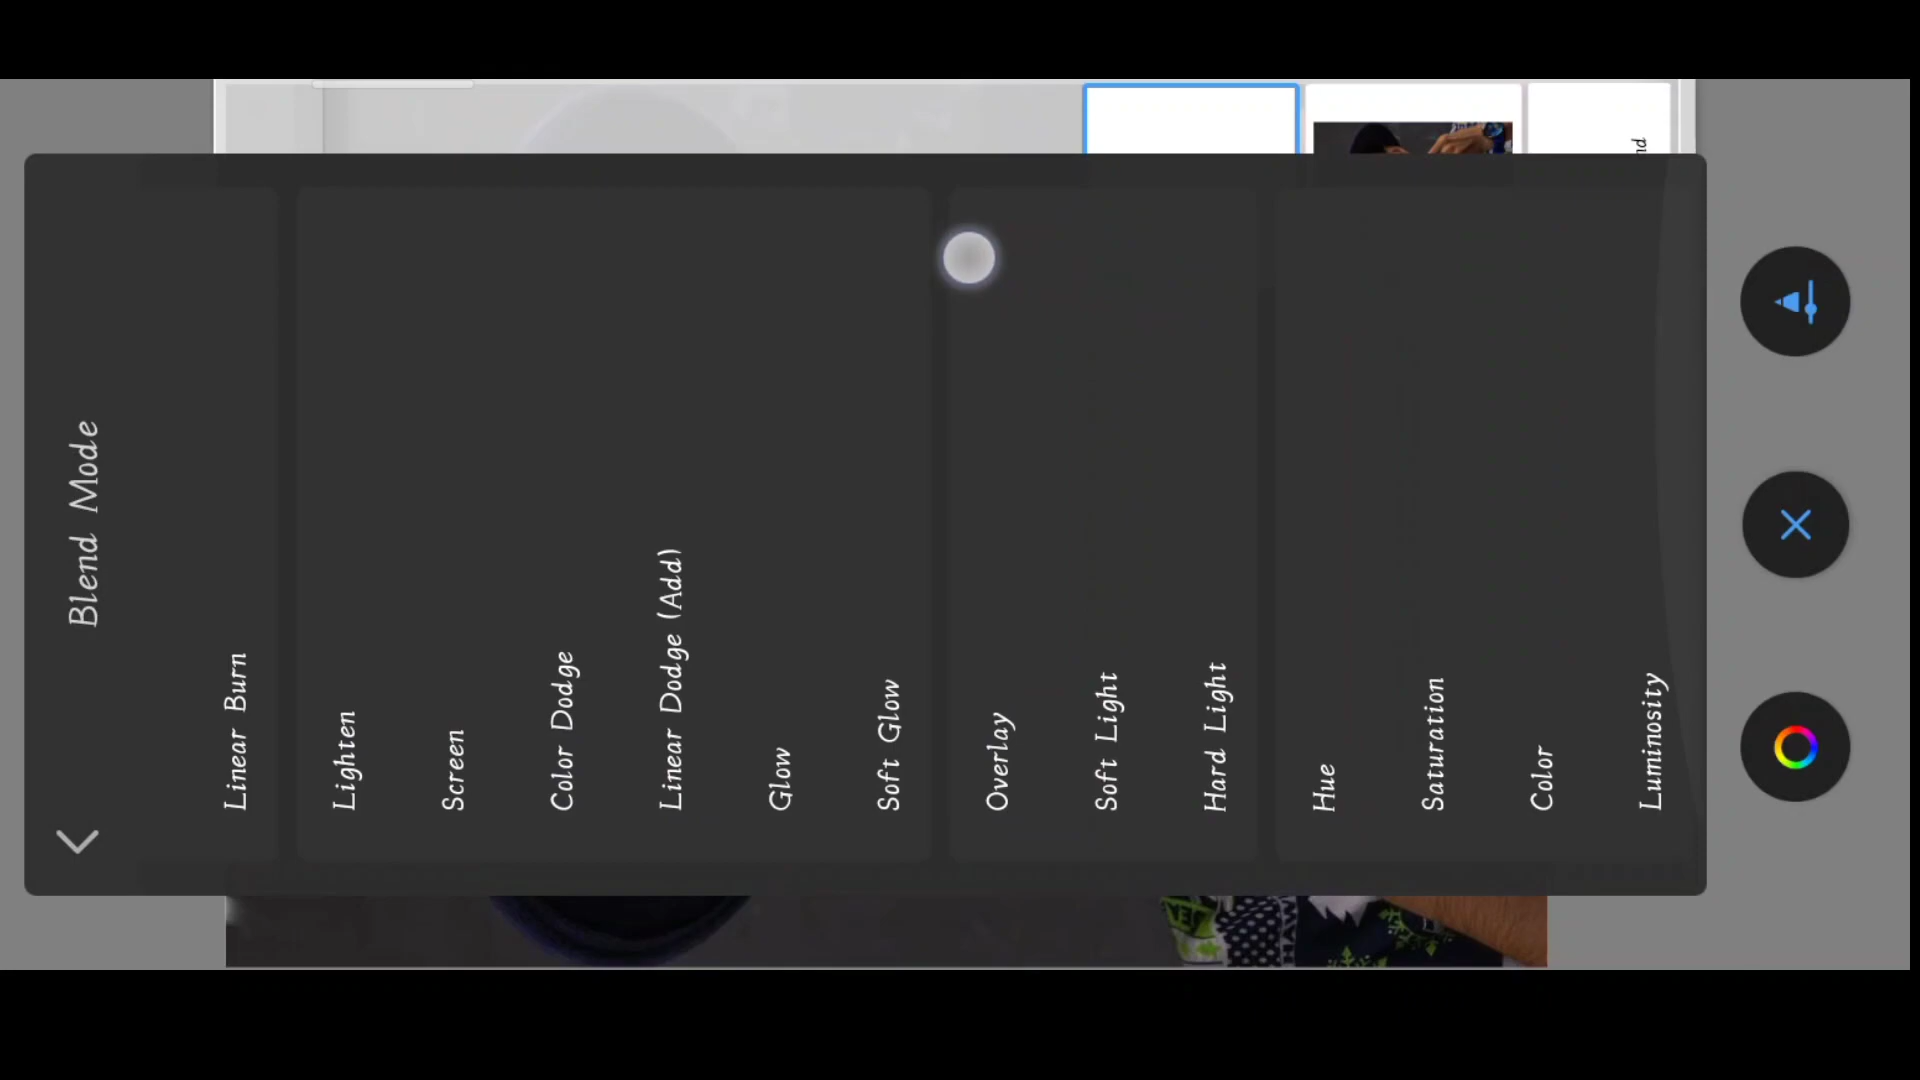 Blend Mode
Linear Burn
Lighten
Screen
Color Dodge
Linear Dodge (Add)
Glow
Soft Glow
Overlay
Soft Light
Hard Light
Hue
Saturation
Color
Luminosity